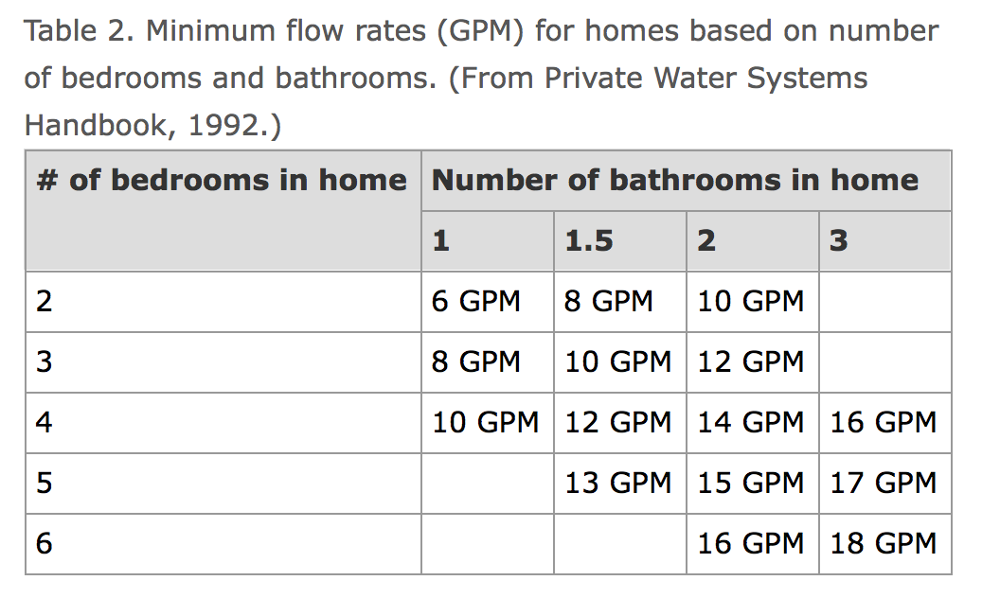 Table 2. Minimum flow rates (GPM) for homes based on number
of bedrooms and bathrooms. (From Private Water Systems
Handbook, 1992.)
# of bedrooms in home Number of bathrooms in home
1 1.5 2 3
2 6 GPM 8 GPM 10 GPM
3 8 GPM 10 GPM 12 GPM
4 10 GPM 12 GPM 14 GPM 16 GPM
5 13 GPM 15 GPM 17 GPM
6 16 GPM 18 GPM